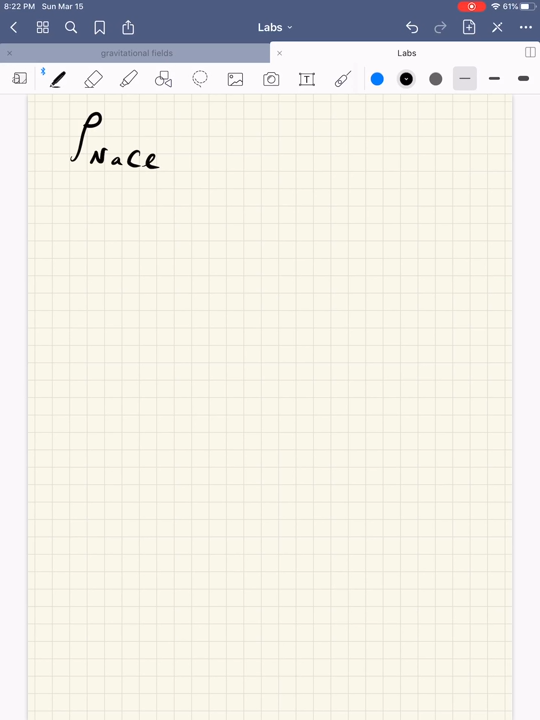 8:22 PM Sun Mar 15 61%
Labs
gravitational fields Labs
T
ρNaCl